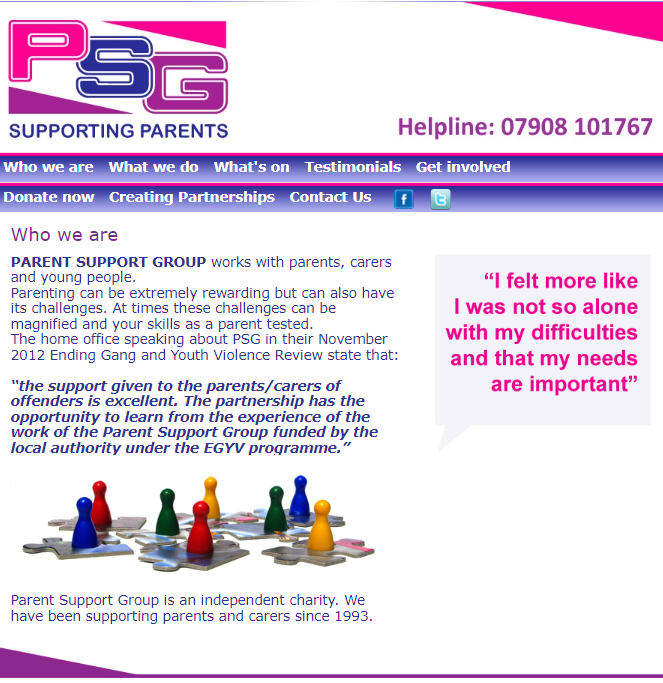 PSG
SUPPORTING PARENTS
Helpline: 07908 101767
Who we are What we do What's on Testimonials Get involved
Donate now Creating Partnerships Contact Us f t
Who we are
PARENT SUPPORT GROUP works with parents, carers
and young people.
Parenting can be extremely rewarding but can also have
its challenges. At times these challenges can be
magnified and your skills as a parent tested.
The home office speaking about PSG in their November
2012 Ending Gang and Youth Violence Review state that:
“the support given to the parents/carers of
offenders is excellent. The partnership has the
opportunity to learn from the experience of the
work of the Parent Support Group funded by the
local authority under the EGYV programme.”
“I felt more like
I was not so alone
with my difficulties
and that my needs
are important”
Parent Support Group is an independent charity. We
have been supporting parents and carers since 1993.